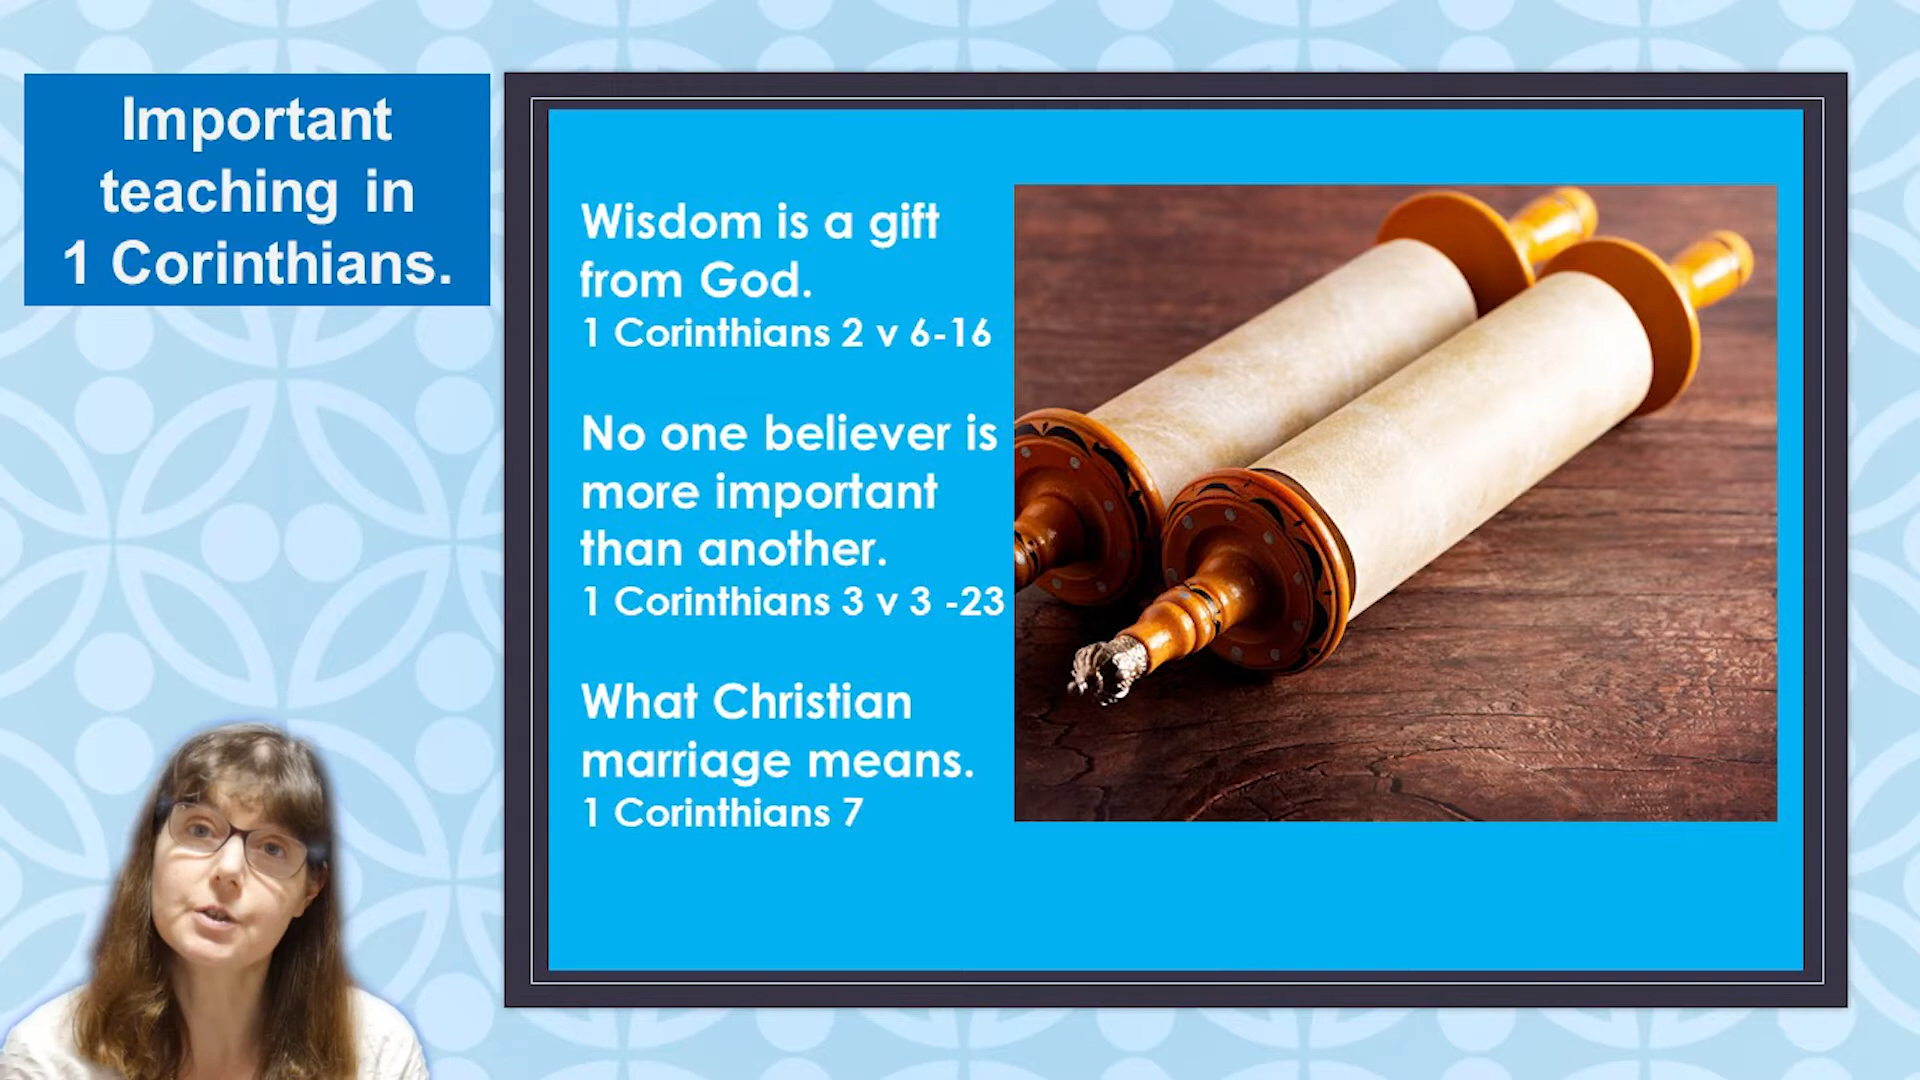 Important
teaching in
1 Corinthians.
Wisdom is a gift
from God.
1 Corinthians 2 v 6-16
No one believer is
more important
than another.
1 Corinthians 3 v 3 -23
What Christian
marriage means.
1 Corinthians 7